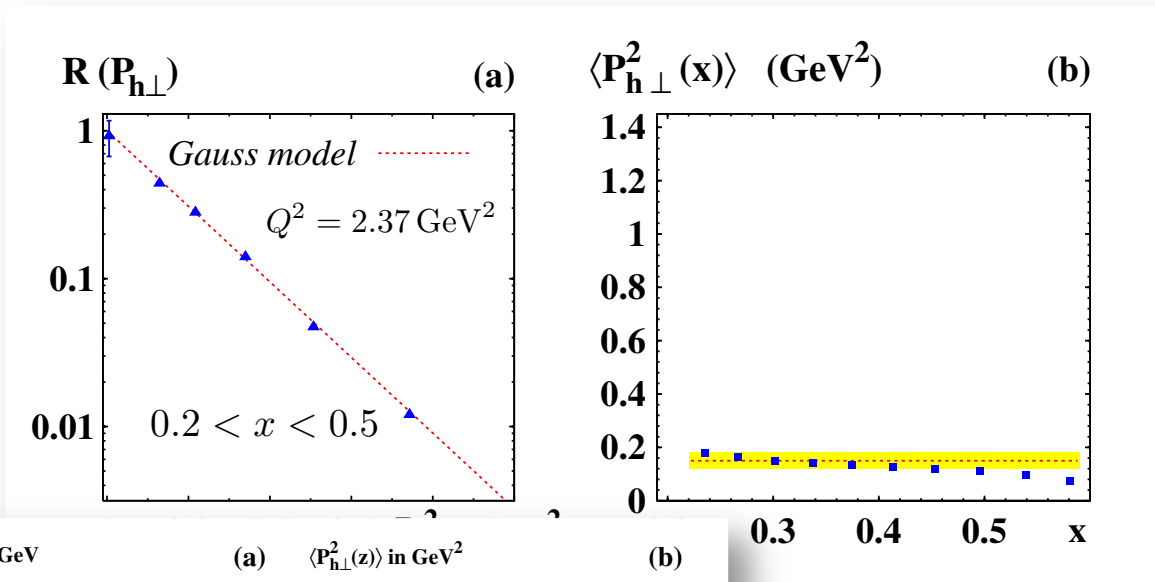 R (P_h⊥) (a)
1
Gauss model
Q² = 2.37 GeV²
0.1
0.2 < x < 0.5
0.01
⟨P²_h⊥(x)⟩ (GeV²) (b)
1.4
1.2
1
0.8
0.6
0.4
0.2
0
0.3 0.4 0.5 x
GeV (a) ⟨P²_h⊥(z)⟩ in GeV² (b)